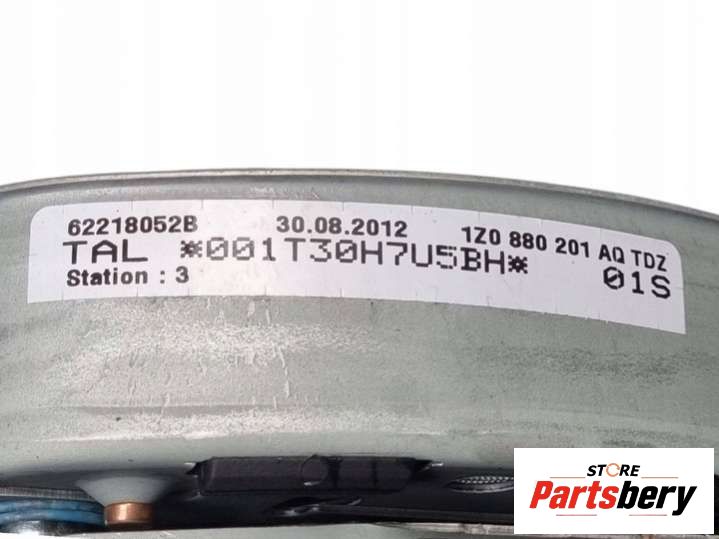 62218052B 30.08.2012 1Z0 880 201 AQ TDZ
TAL *001T30H7U5BH* 01S
Station : 3
STORE
Partsbery